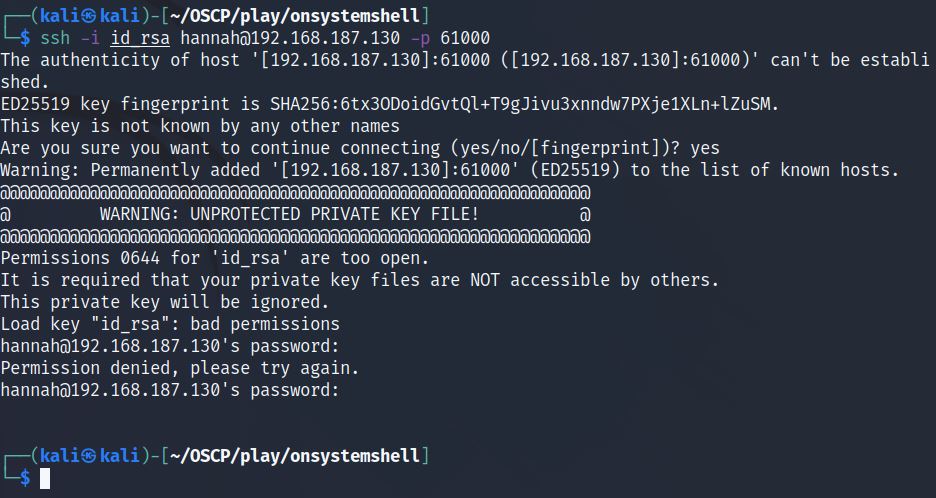 ┌──(kali㉿kali)-[~/OSCP/play/onsystemshell]
└─$ ssh -i id_rsa hannah@192.168.187.130 -p 61000
The authenticity of host '[192.168.187.130]:61000 ([192.168.187.130]:61000)' can't be establi
shed.
ED25519 key fingerprint is SHA256:6tx3ODoidGvtQl+T9gJivu3xnndw7PXje1XLn+lZuSM.
This key is not known by any other names
Are you sure you want to continue connecting (yes/no/[fingerprint])? yes
Warning: Permanently added '[192.168.187.130]:61000' (ED25519) to the list of known hosts.
@@@@@@@@@@@@@@@@@@@@@@@@@@@@@@@@@@@@@@@@@@@@@@@@@@@@@@@@@@@
@         WARNING: UNPROTECTED PRIVATE KEY FILE!          @
@@@@@@@@@@@@@@@@@@@@@@@@@@@@@@@@@@@@@@@@@@@@@@@@@@@@@@@@@@@
Permissions 0644 for 'id_rsa' are too open.
It is required that your private key files are NOT accessible by others.
This private key will be ignored.
Load key "id_rsa": bad permissions
hannah@192.168.187.130's password:
Permission denied, please try again.
hannah@192.168.187.130's password:
┌──(kali㉿kali)-[~/OSCP/play/onsystemshell]
└─$